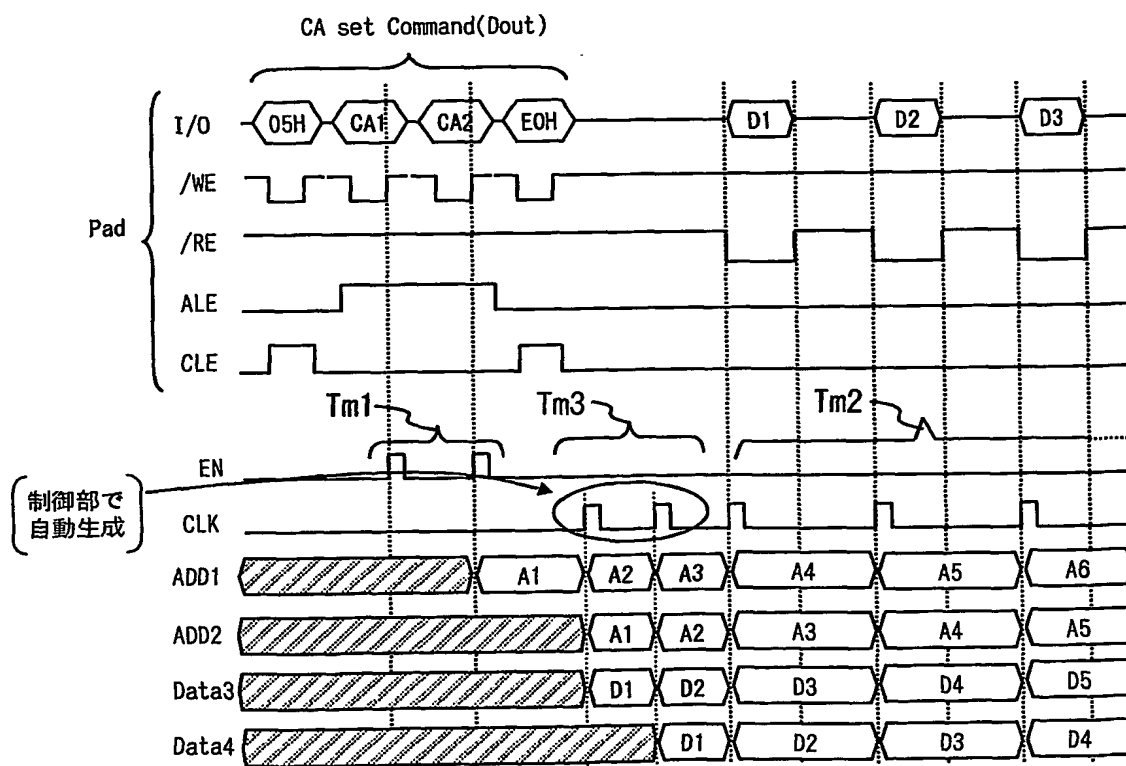 CA set Command(Dout)
Pad
I/O 05H CA1 CA2 E0H D1 D2 D3
/WE
/RE
ALE
CLE
Tm1 Tm3 Tm2
EN
制御部で
自動生成
CLK
ADD1 A1 A2 A3 A4 A5 A6
ADD2 A1 A2 A3 A4 A5
Data3 D1 D2 D3 D4 D5
Data4 D1 D2 D3 D4